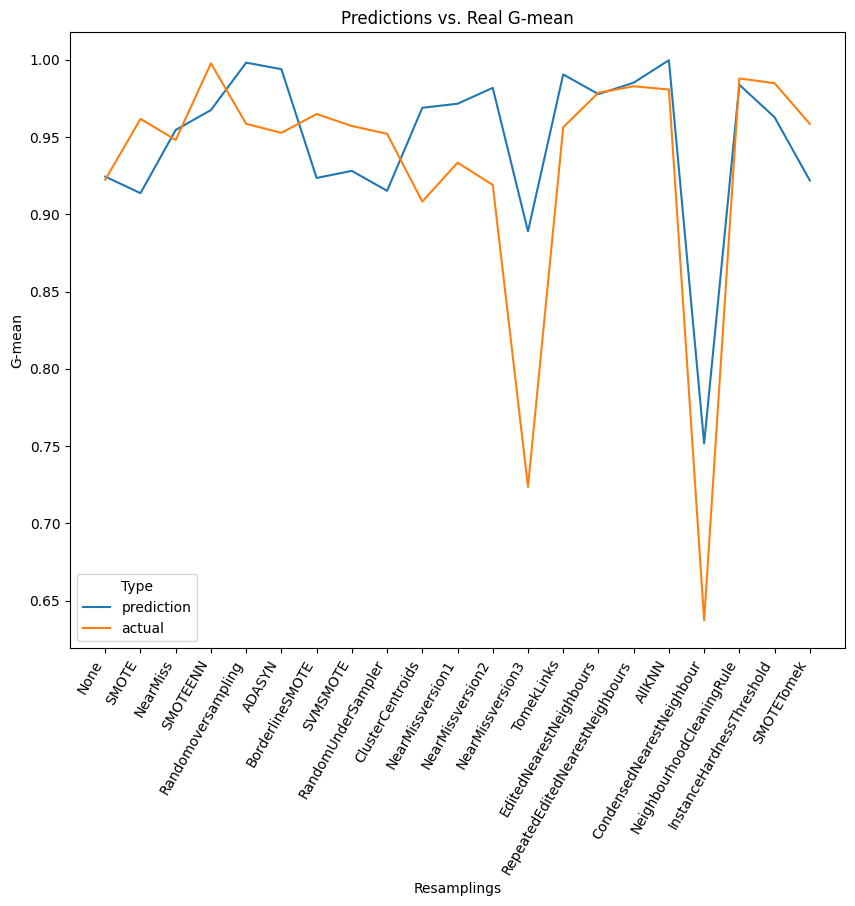 Predictions vs. Real G-mean
G-mean
1.00
0.95
0.90
0.85
0.80
0.75
0.70
0.65
Type
prediction
actual
None
SMOTE
NearMiss
SMOTEENN
Randomoversampling
ADASYN
BorderlineSMOTE
SVMSMOTE
RandomUnderSampler
ClusterCentroids
NearMissversion1
NearMissversion2
NearMissversion3
TomekLinks
EditedNearestNeighbours
RepeatedEditedNearestNeighbours
AllKNN
CondensedNearestNeighbour
NeighbourhoodCleaningRule
InstanceHardnessThreshold
SMOTETomek
Resamplings